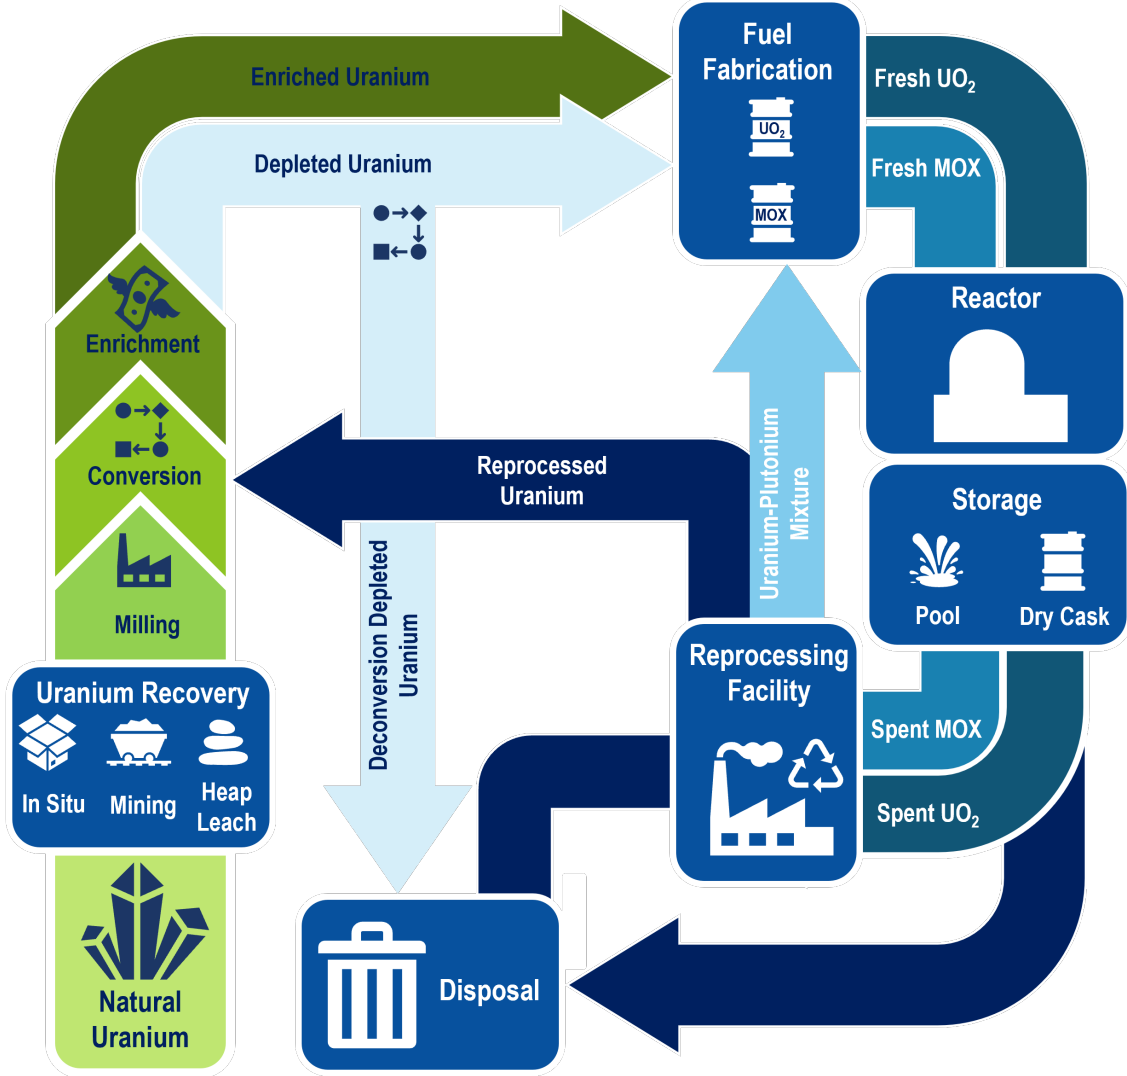 Fuel
Fabrication
UO₂
MOX
Enriched Uranium
Depleted Uranium
Fresh UO₂
Fresh MOX
Reactor
Enrichment
Conversion
Milling
Reprocessed
Uranium
Uranium-Plutonium
Mixture
Storage
Pool
Dry Cask
Deconversion Depleted
Uranium
Reprocessing
Facility
Spent MOX
Spent UO₂
Uranium Recovery
In Situ
Mining
Heap
Leach
Natural
Uranium
Disposal